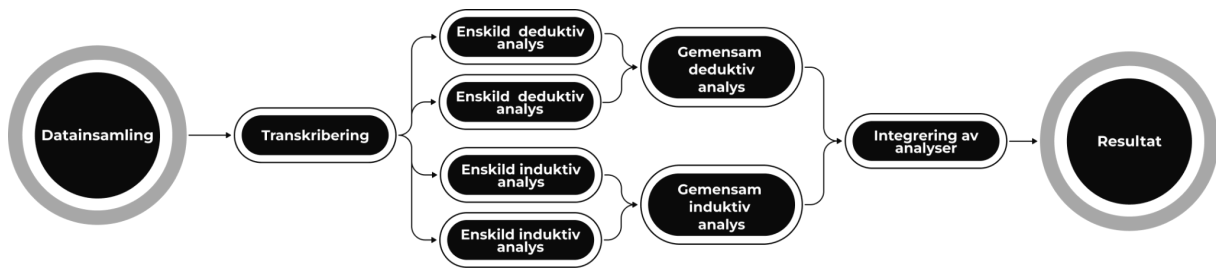 Datainsamling
Transkribering
Enskild deduktiv
analys
Enskild deduktiv
analys
Enskild induktiv
analys
Enskild induktiv
analys
Gemensam
deduktiv
analys
Gemensam
induktiv
analys
Integrering av
analyser
Resultat